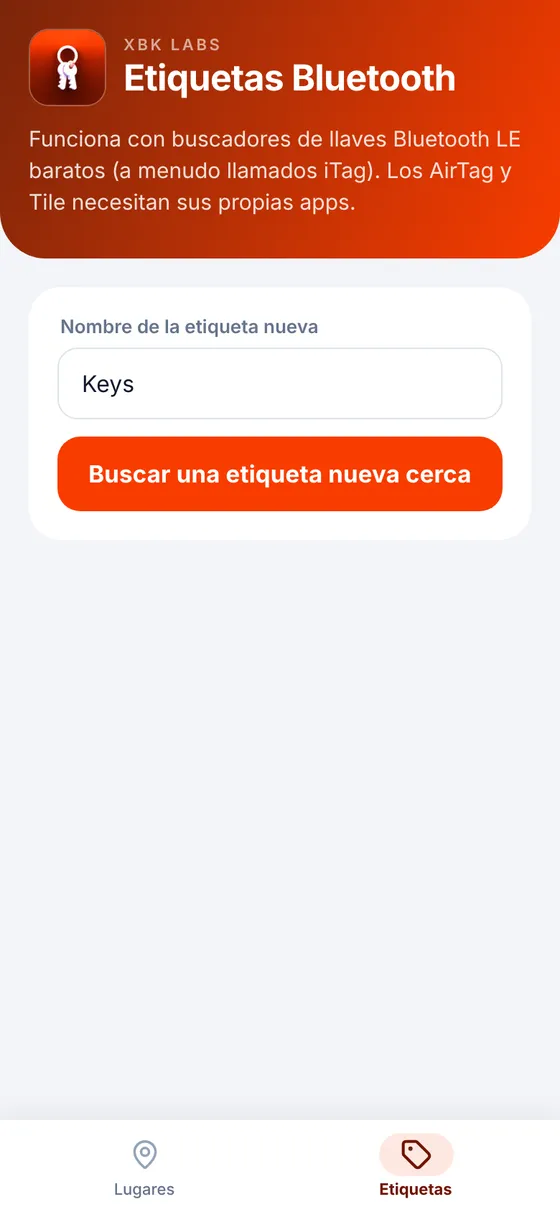 XBK LABS
Etiquetas Bluetooth
Funciona con buscadores de llaves Bluetooth LE
baratos (a menudo llamados iTag). Los AirTag y
Tile necesitan sus propias apps.
Nombre de la etiqueta nueva
Keys
Buscar una etiqueta nueva cerca
Lugares
Etiquetas